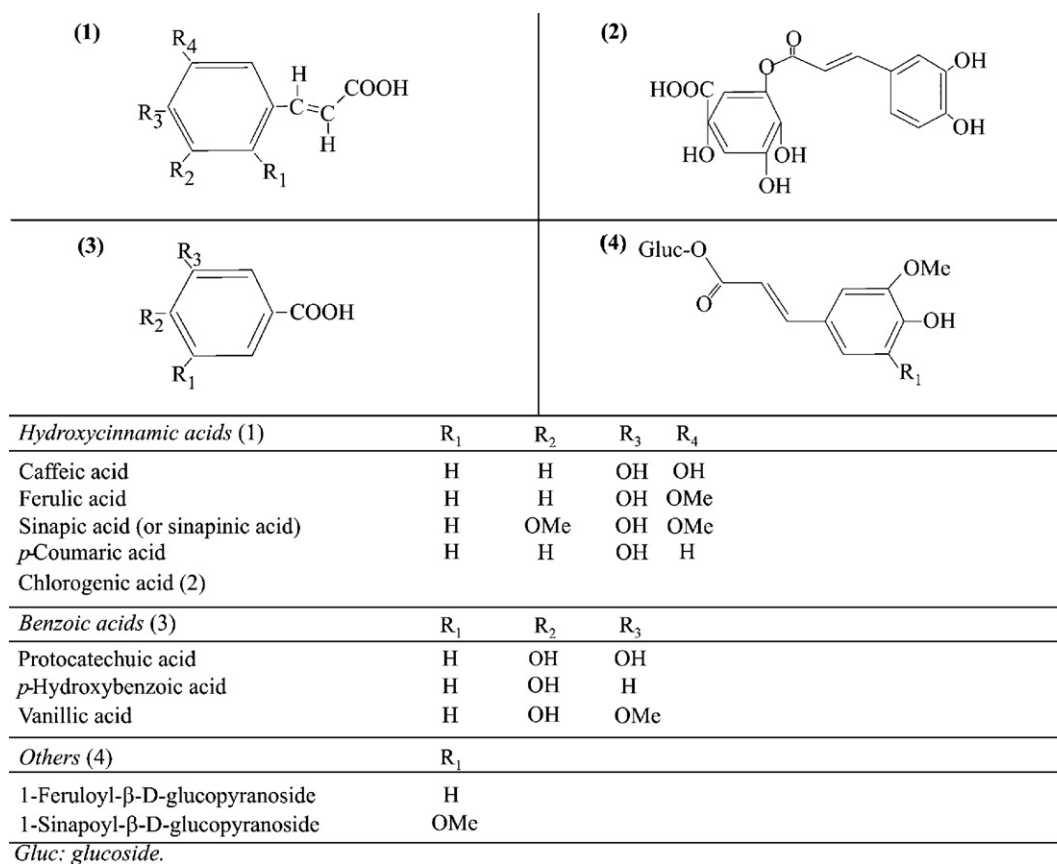 (1)
R4
R3
R2
R1
H
C
C
H
COOH
(2)
O
O
HOOC
HO
OH
OH
OH
OH
(3)
R3
R2
R1
COOH
(4)
Gluc-O
O
OMe
OH
R1
Hydroxycinnamic acids (1) R1 R2 R3 R4
Caffeic acid H H OH OH
Ferulic acid H H OH OMe
Sinapic acid (or sinapinic acid) H OMe OH OMe
p-Coumaric acid H H OH H
Chlorogenic acid (2)
Benzoic acids (3) R1 R2 R3
Protocatechuic acid H OH OH
p-Hydroxybenzoic acid H OH H
Vanillic acid H OH OMe
Others (4) R1
1-Feruloyl-β-D-glucopyranoside H
1-Sinapoyl-β-D-glucopyranoside OMe
Gluc: glucoside.